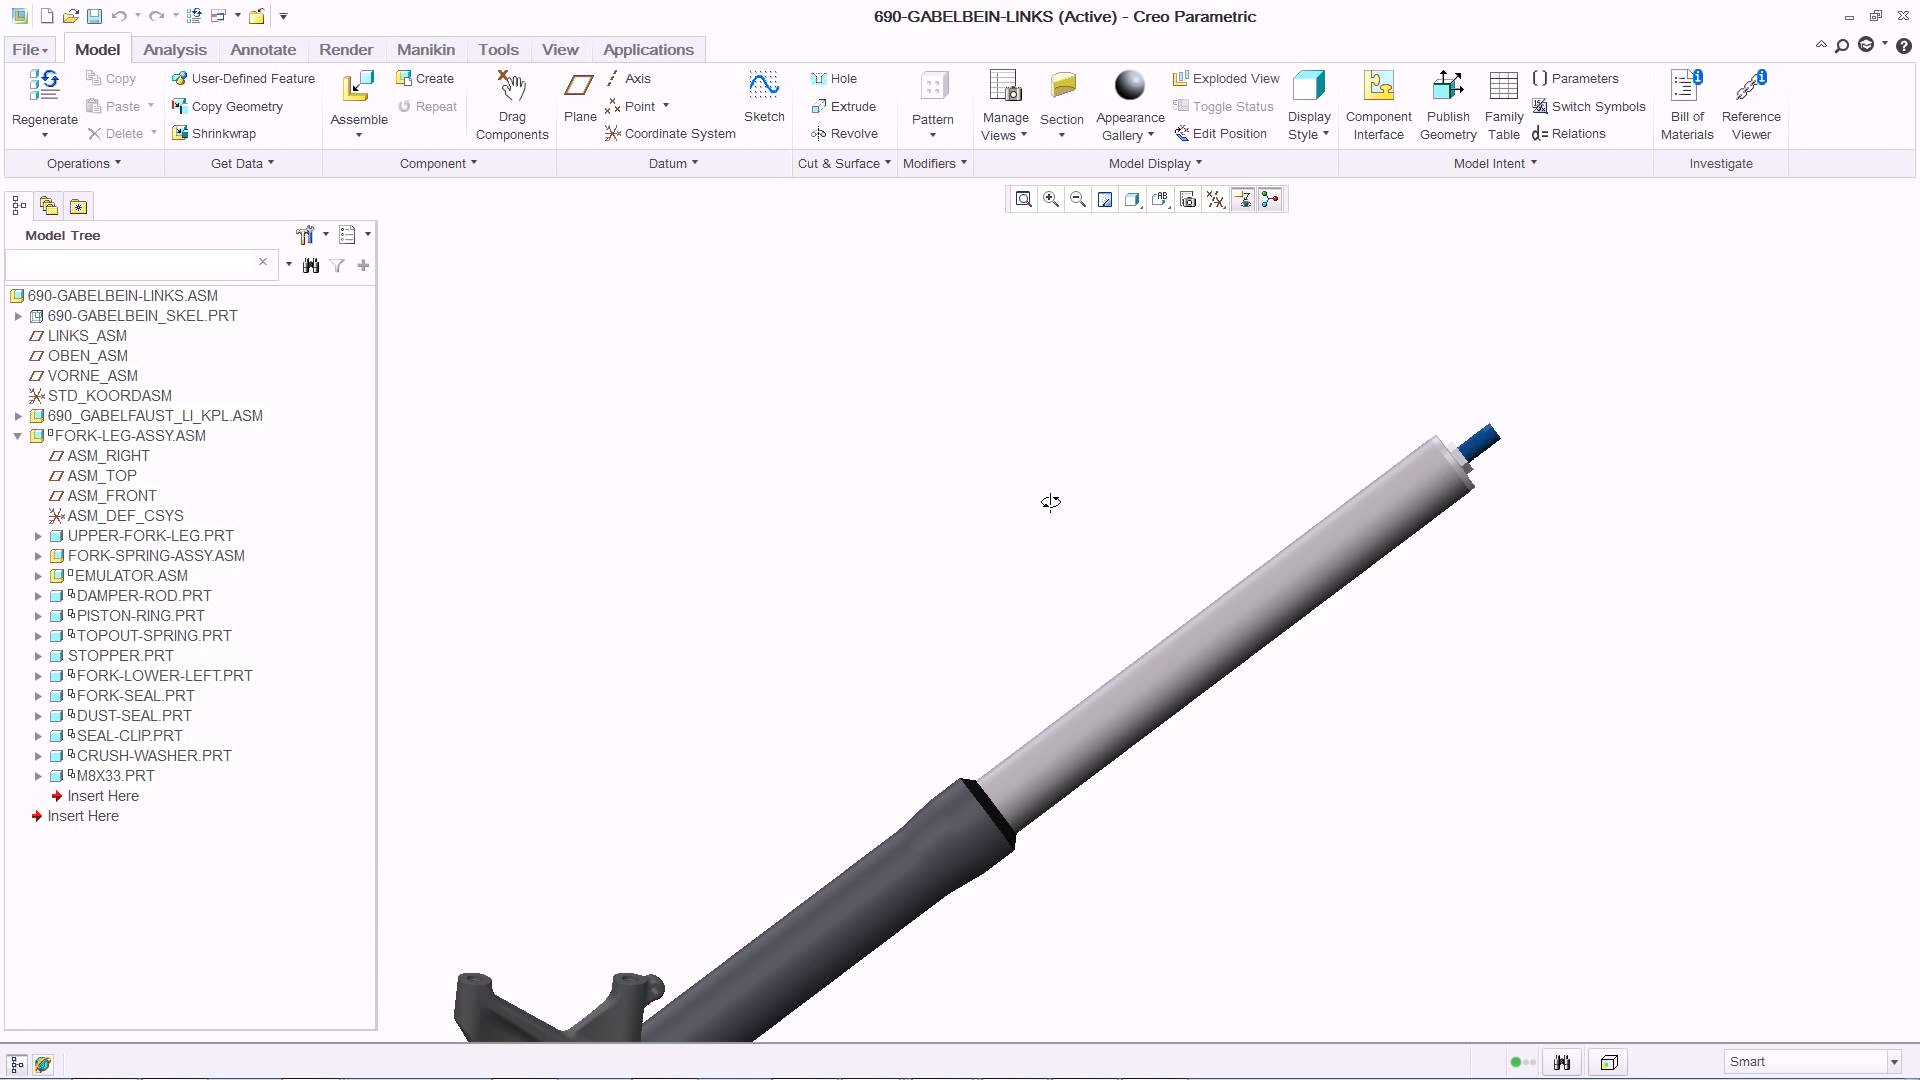 690-GABELBEIN-LINKS (Active) - Creo Parametric
File Model Analysis Annotate Render Manikin Tools View Applications
Regenerate
Copy
Paste
Delete
Operations
User-Defined Feature
Copy Geometry
Shrinkwrap
Get Data
Assemble
Create
Repeat
Drag
Components
Component
Plane
Axis
Point
Coordinate System
Sketch
Datum
Hole
Extrude
Revolve
Cut & Surface
Pattern
Modifiers
Manage
Views
Section
Appearance
Gallery
Exploded View
Toggle Status
Edit Position
Display
Style
Model Display
Component
Interface
Publish
Geometry
Family
Table
Parameters
Switch Symbols
Relations
Model Intent
Bill of
Materials
Reference
Viewer
Investigate
Model Tree
690-GABELBEIN-LINKS.ASM
690-GABELBEIN_SKEL.PRT
LINKS_ASM
OBEN_ASM
VORNE_ASM
STD_KOORDASM
690_GABELFAUST_LI_KPL.ASM
FORK-LEG-ASSY.ASM
ASM_RIGHT
ASM_TOP
ASM_FRONT
ASM_DEF_CSYS
UPPER-FORK-LEG.PRT
FORK-SPRING-ASSY.ASM
EMULATOR.ASM
DAMPER-ROD.PRT
PISTON-RING.PRT
TOPOUT-SPRING.PRT
STOPPER.PRT
FORK-LOWER-LEFT.PRT
FORK-SEAL.PRT
DUST-SEAL.PRT
SEAL-CLIP.PRT
CRUSH-WASHER.PRT
M8X33.PRT
Insert Here
Insert Here
Smart